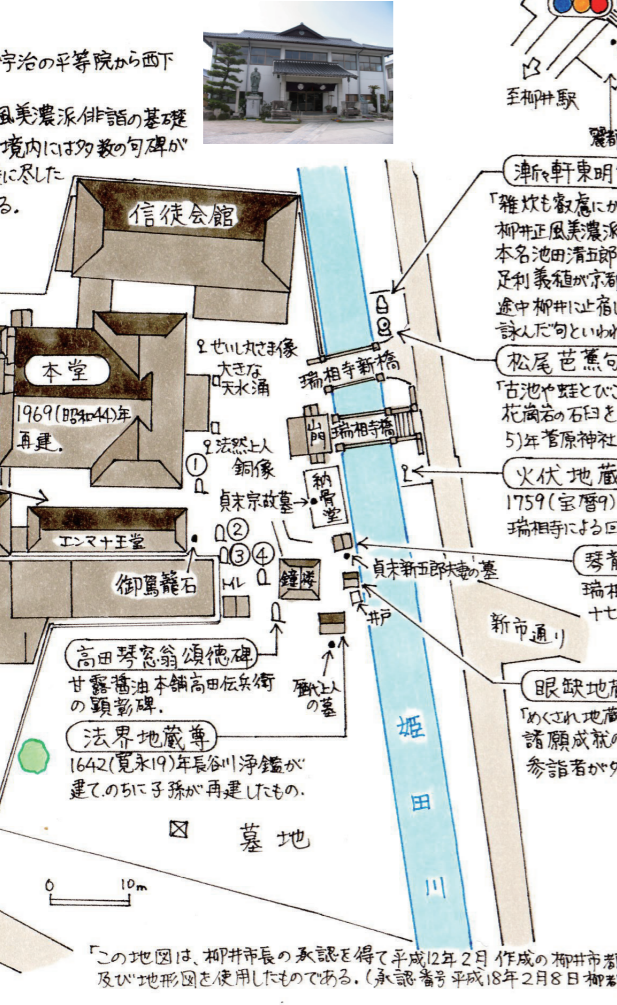 宇治の平等院から西下
風美濃派俳諧の基礎
境内には多数の句碑が
に尽した
る。
至柳井駅
信徒会館
本堂
1969(昭和44)年
再建.
せいし丸さま像
大きな
天水涌
法然上人
銅像
①
貞末宗故墓
エンマ十王堂
②
③ ④
御駕籠石
トイレ
鐘楼
山門
納骨堂
瑞相寺新橋
瑞相寺橋
漸々軒東明
「雑炊も叡慮にか
柳井正風美濃派
本名池田清五郎
足利義稙が京都
途中柳井に止宿し
詠んだ句といわれ
松尾芭蕉句
「古池や蛙とびこ
花崗岩の石臼を
5)年菅原神社
火伏地蔵
1759(宝暦9)
瑞相寺による回
貞末新五郎夫妻の墓
井戸
瑞相
十七
新市通り
眼缺地蔵
「めくされ地蔵
諸願成就の
参詣者が多
高田琴窓翁頌徳碑
甘露醤油本舗高田伝兵衛
の顕彰碑.
歴代上人
の墓
法界地蔵尊
1642(寛永19)年長谷川浄鑑が
建て.のちに子孫が再建したもの.
墓地
姫田川
0 10m
「この地図は、柳井市長の承認を得て平成12年2月作成の柳井市都
及び地形図を使用したものである.(承認番号平成18年2月8日柳都